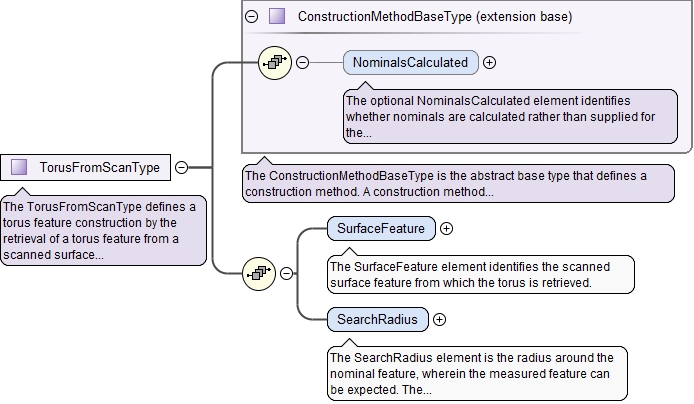 ConstructionMethodBaseType (extension base)
NominalsCalculated
The optional NominalsCalculated element identifies
whether nominals are calculated rather than supplied for
the...
TorusFromScanType
The TorusFromScanType defines a
torus feature construction by the
retrieval of a torus feature from a
scanned surface...
The ConstructionMethodBaseType is the abstract base type that defines a
construction method. A construction method...
SurfaceFeature
The SurfaceFeature element identifies the scanned
surface feature from which the torus is retrieved.
SearchRadius
The SearchRadius element is the radius around the
nominal feature, wherein the measured feature can
be expected. The...